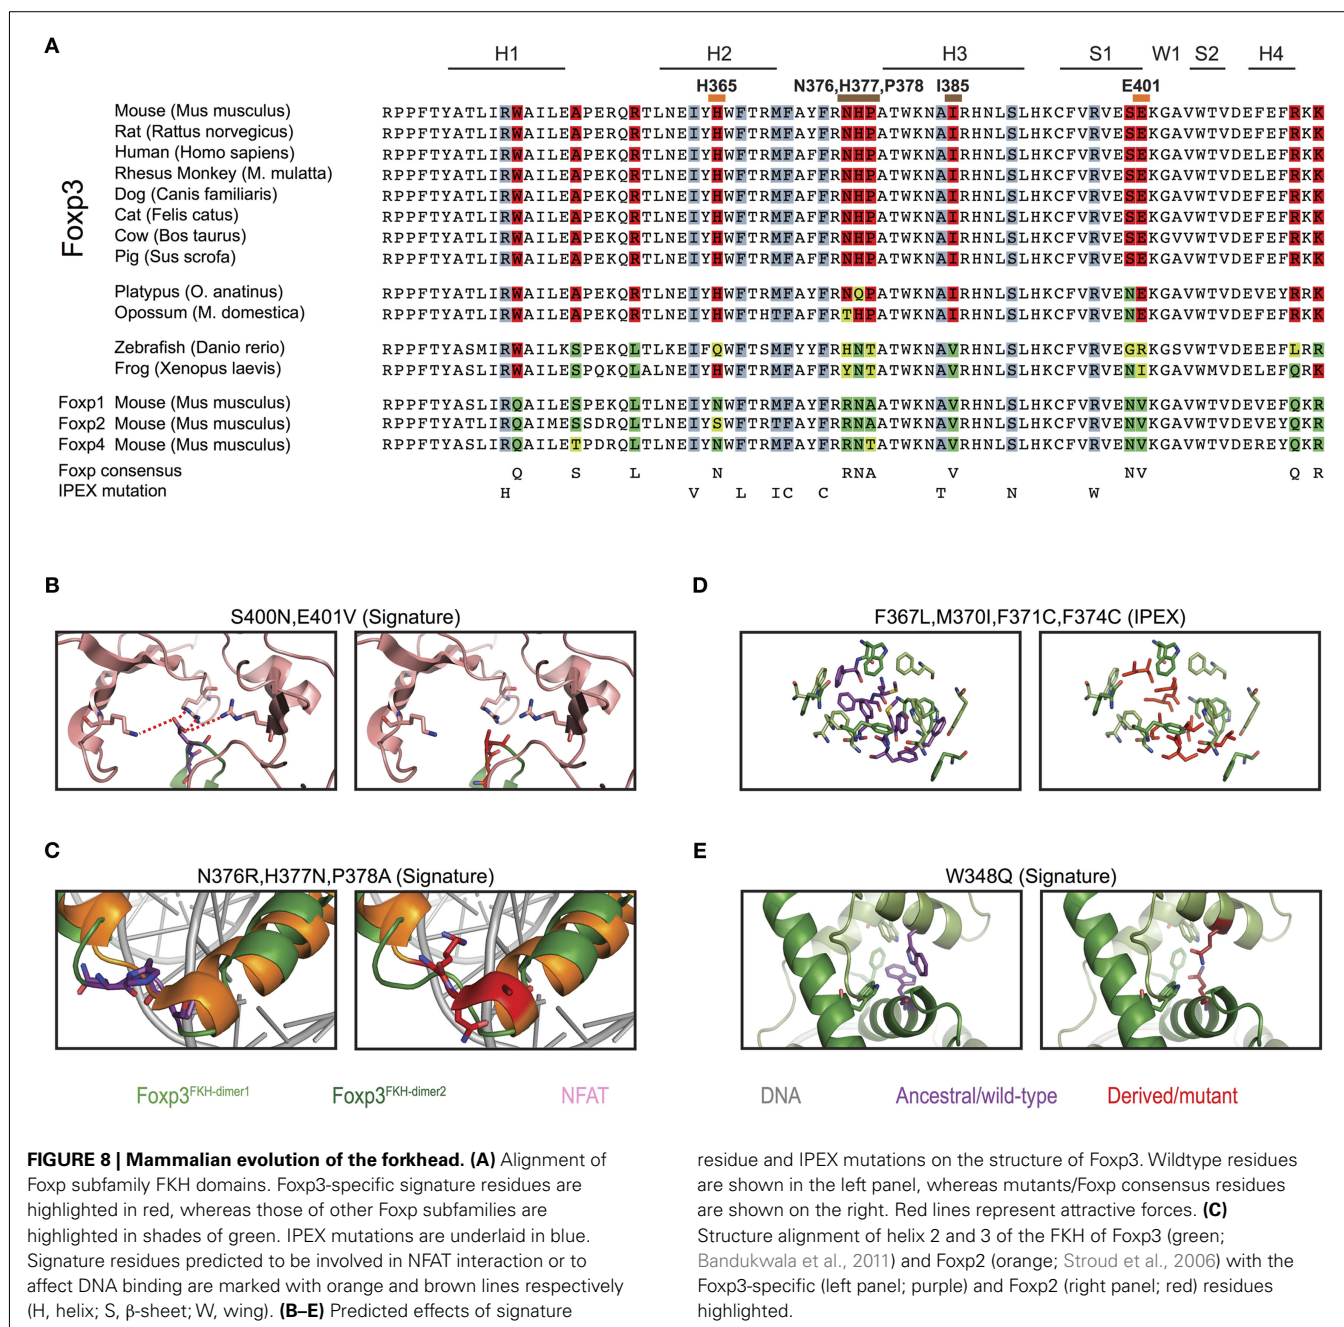 A
H1 H2 H3 S1 W1 S2 H4
H365 N376,H377,P378 I385 E401
Foxp3
Mouse (Mus musculus) RPPFTYATLIRWAILEAPERQRTLNEIYHWFTRMFAYFRNHPATWKNAIRHNLSLHKCFVRVESEKGAVWTVDEFEFRKK
Rat (Rattus norvegicus) RPPFTYATLIRWAILEAPERQRTLNEIYHWFTRMFAYFRNHPATWKNAIRHNLSLHKCFVRVESEKGAVWTVDEFEFRKK
Human (Homo sapiens) RPPFTYATLIRWAILEAPEKQRTLNEIYHWFTRMFAFFRNHPATWKNAIRHNLSLHKCFVRVESEKGAVWTVDELEFRKK
Rhesus Monkey (M. mulatta) RPPFTYATLIRWAILEAPEKQRTLNEIYHWFTRMFAFFRNHPATWKNAIRHNLSLHKCFVRVESEKGAVWTVDELEFRKK
Dog (Canis familiaris) RPPFTYATLIRWAILEAPEKQRTLNEIYHWFTRMFAFFRNHPATWKNAIRHNLSLHKCFVRVESEKGAVWTVDEFEFRKK
Cat (Felis catus) RPPFTYATLIRWAILEAPEKQRTLNEIYHWFTRMFAFFRNHPATWKNAIRHNLSLHKCFVRVESEKGAVWTVDEFEFRKK
Cow (Bos taurus) RPPFTYATLIRWAILEAPEKQRTLNEIYHWFTRMFAFFRNHPATWKNAIRHNLSLHKCFVRVESEKGAVWTVDEFEFRKK
Pig (Sus scrofa) RPPFTYATLIRWAILEAPEKQRTLNEIYHWFTRMFAFFRNHPATWKNAIRHNLSLHKCFVRVESEKGAVWTVDEFEFRKK
Platypus (O. anatinus) RPPFTYATLIRWAILEAPEKQRTLNEIYHWFTRMFAFFRNQPATWKNAIRHNLSLHKCFVRVENEKGAVWTVDEVEYRRK
Opossum (M. domestica) RPPFTYATLIRWAILEAPEKQRTLNEIYHWFTHTFAFFRTHPATWKNAIRHNLSLHKCFVRVENEKGAVWTVDEVEFRKK
Zebrafish (Danio rerio) RPPFTYASMIRWAILKSPEKQLTLKEIFQWFTSMFYYFRHNTATWKNAVRHNLSLHKCFVRVEGRKGSVWTVDEEEFLRR
Frog (Xenopus laevis) RPPFTYASLIRWAILESPQKQLALNEIYHWFTRMFAFFRYNTATWKNAVRHNLSLHKCFVRVENIKGAVWMVDELEFQRK
Foxp1 Mouse (Mus musculus) RPPFTYASLIRQAILESPEKQLTLNEIYNWFTRMFAYFRRNAATWKNAVRHNLSLHKCFVRVENVKGAVWTVDEVEFQKR
Foxp2 Mouse (Mus musculus) RPPFTYATLIRQAIMESSDRQLTLNEIYSWFTRTFAYFRRNAATWKNAVRHNLSLHKCFVRVENVKGAVWTVDEVEYQKR
Foxp4 Mouse (Mus musculus) RPPFTYASLIRQAILETPDRQLTLNEIYNWFTRMFAYFRRNTATWKNAVRHNLSLHKCFVRVENVKGAVWTVDEREYQKR
Foxp consensus Q S L N RNA V NV Q R
IPEX mutation H V L IC C T N W
B
S400N,E401V (Signature)
D
F367L,M370I,F371C,F374C (IPEX)
C
N376R,H377N,P378A (Signature)
E
W348Q (Signature)
Foxp3FKH-dimer1 Foxp3FKH-dimer2 NFAT DNA Ancestral/wild-type Derived/mutant
FIGURE 8 | Mammalian evolution of the forkhead. (A) Alignment of
Foxp subfamily FKH domains. Foxp3-specific signature residues are
highlighted in red, whereas those of other Foxp subfamilies are
highlighted in shades of green. IPEX mutations are underlaid in blue.
Signature residues predicted to be involved in NFAT interaction or to
affect DNA binding are marked with orange and brown lines respectively
(H, helix; S, β-sheet; W, wing). (B–E) Predicted effects of signature
residue and IPEX mutations on the structure of Foxp3. Wildtype residues
are shown in the left panel, whereas mutants/Foxp consensus residues
are shown on the right. Red lines represent attractive forces. (C)
Structure alignment of helix 2 and 3 of the FKH of Foxp3 (green;
Bandukwala et al., 2011) and Foxp2 (orange; Stroud et al., 2006) with the
Foxp3-specific (left panel; purple) and Foxp2 (right panel; red) residues
highlighted.